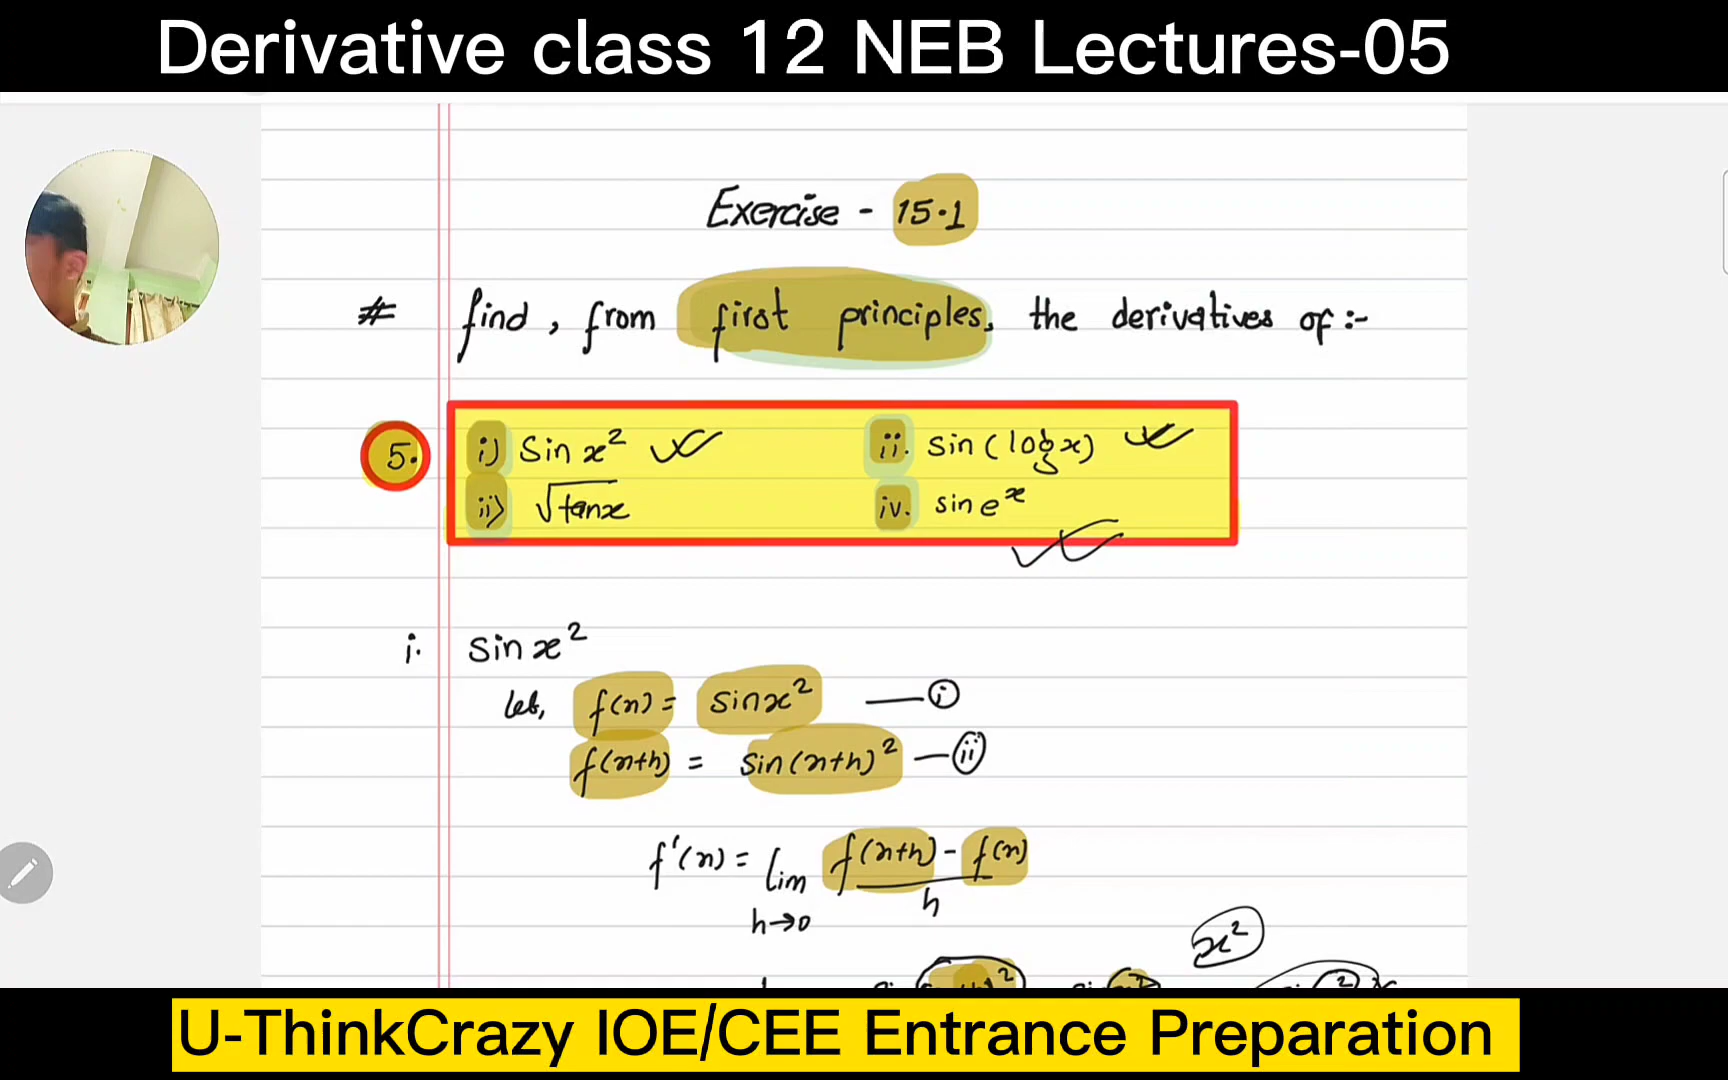 Derivative class 12 NEB Lectures-05
Exercise - 15.1
# find, from first principles, the derivatives of :-
5. i) Sin x² ii. Sin (log x)
ii) √tanx iv. sin eˣ
i. Sin x²
let, f(x) = sinx² — i
f(x+h) = sin(x+h)² — ii
f'(x) = lim f(x+h) - f(x)
h→0 h
x²
U-ThinkCrazy IOE/CEE Entrance Preparation